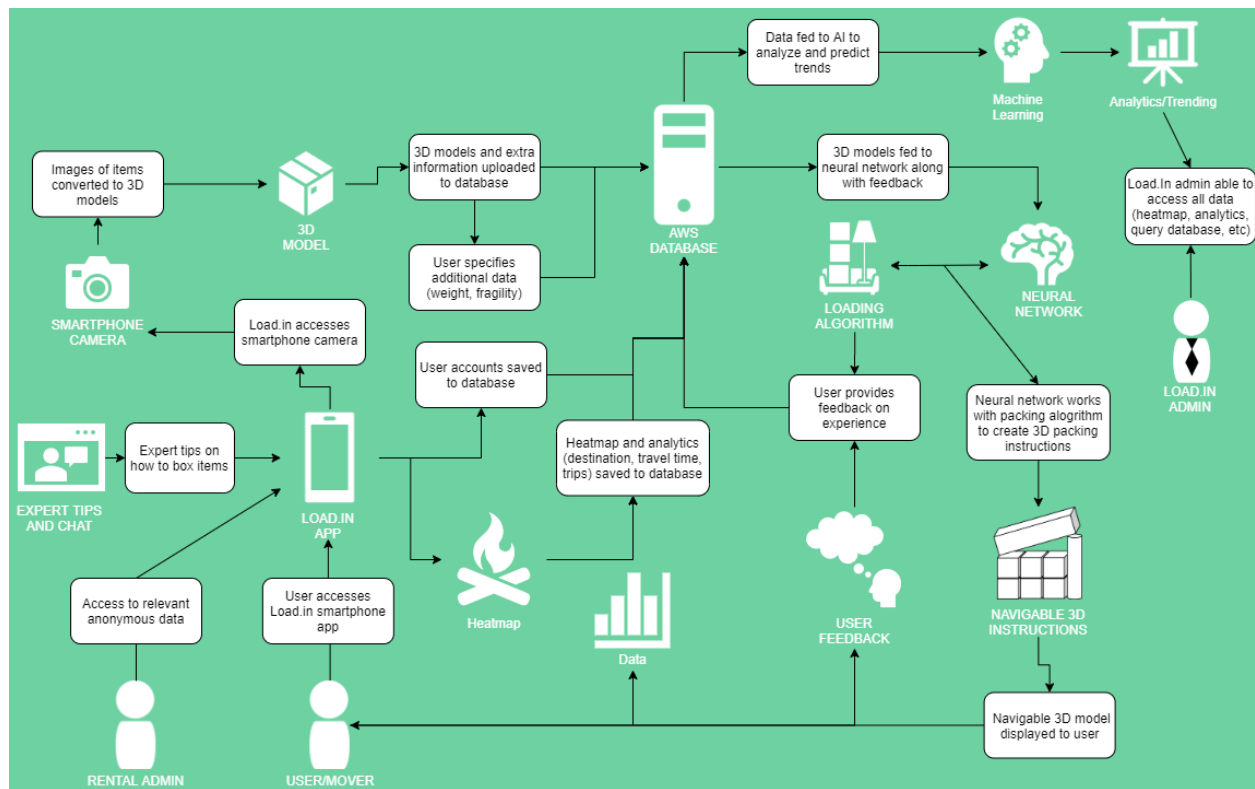 Data fed to AI to
analyze and predict
trends
Machine
Learning
Analytics/Trending
Images of items
converted to 3D
models
3D
MODEL
3D models and extra
information uploaded
to database
AWS
DATABASE
3D models fed to
neural network along
with feedback
Load.In admin able to
access all data
(heatmap, analytics,
query database, etc)
User specifies
additional data
(weight, fragility)
SMARTPHONE
CAMERA
Load.in accesses
smartphone camera
LOADING
ALGORITHM
NEURAL
NETWORK
LOAD.IN
ADMIN
User accounts saved
to database
User provides
feedback on
experience
Neural network works
with packing alogrithm
to create 3D packing
instructions
EXPERT TIPS
AND CHAT
Expert tips on
how to box items
LOAD.IN
APP
Heatmap and analytics
(destination, travel time,
trips) saved to database
Access to relevant
anonymous data
User accesses
Load.in smartphone
app
Heatmap
Data
USER
FEEDBACK
NAVIGABLE 3D
INSTRUCTIONS
Navigable 3D model
displayed to user
RENTAL ADMIN
USER/MOVER